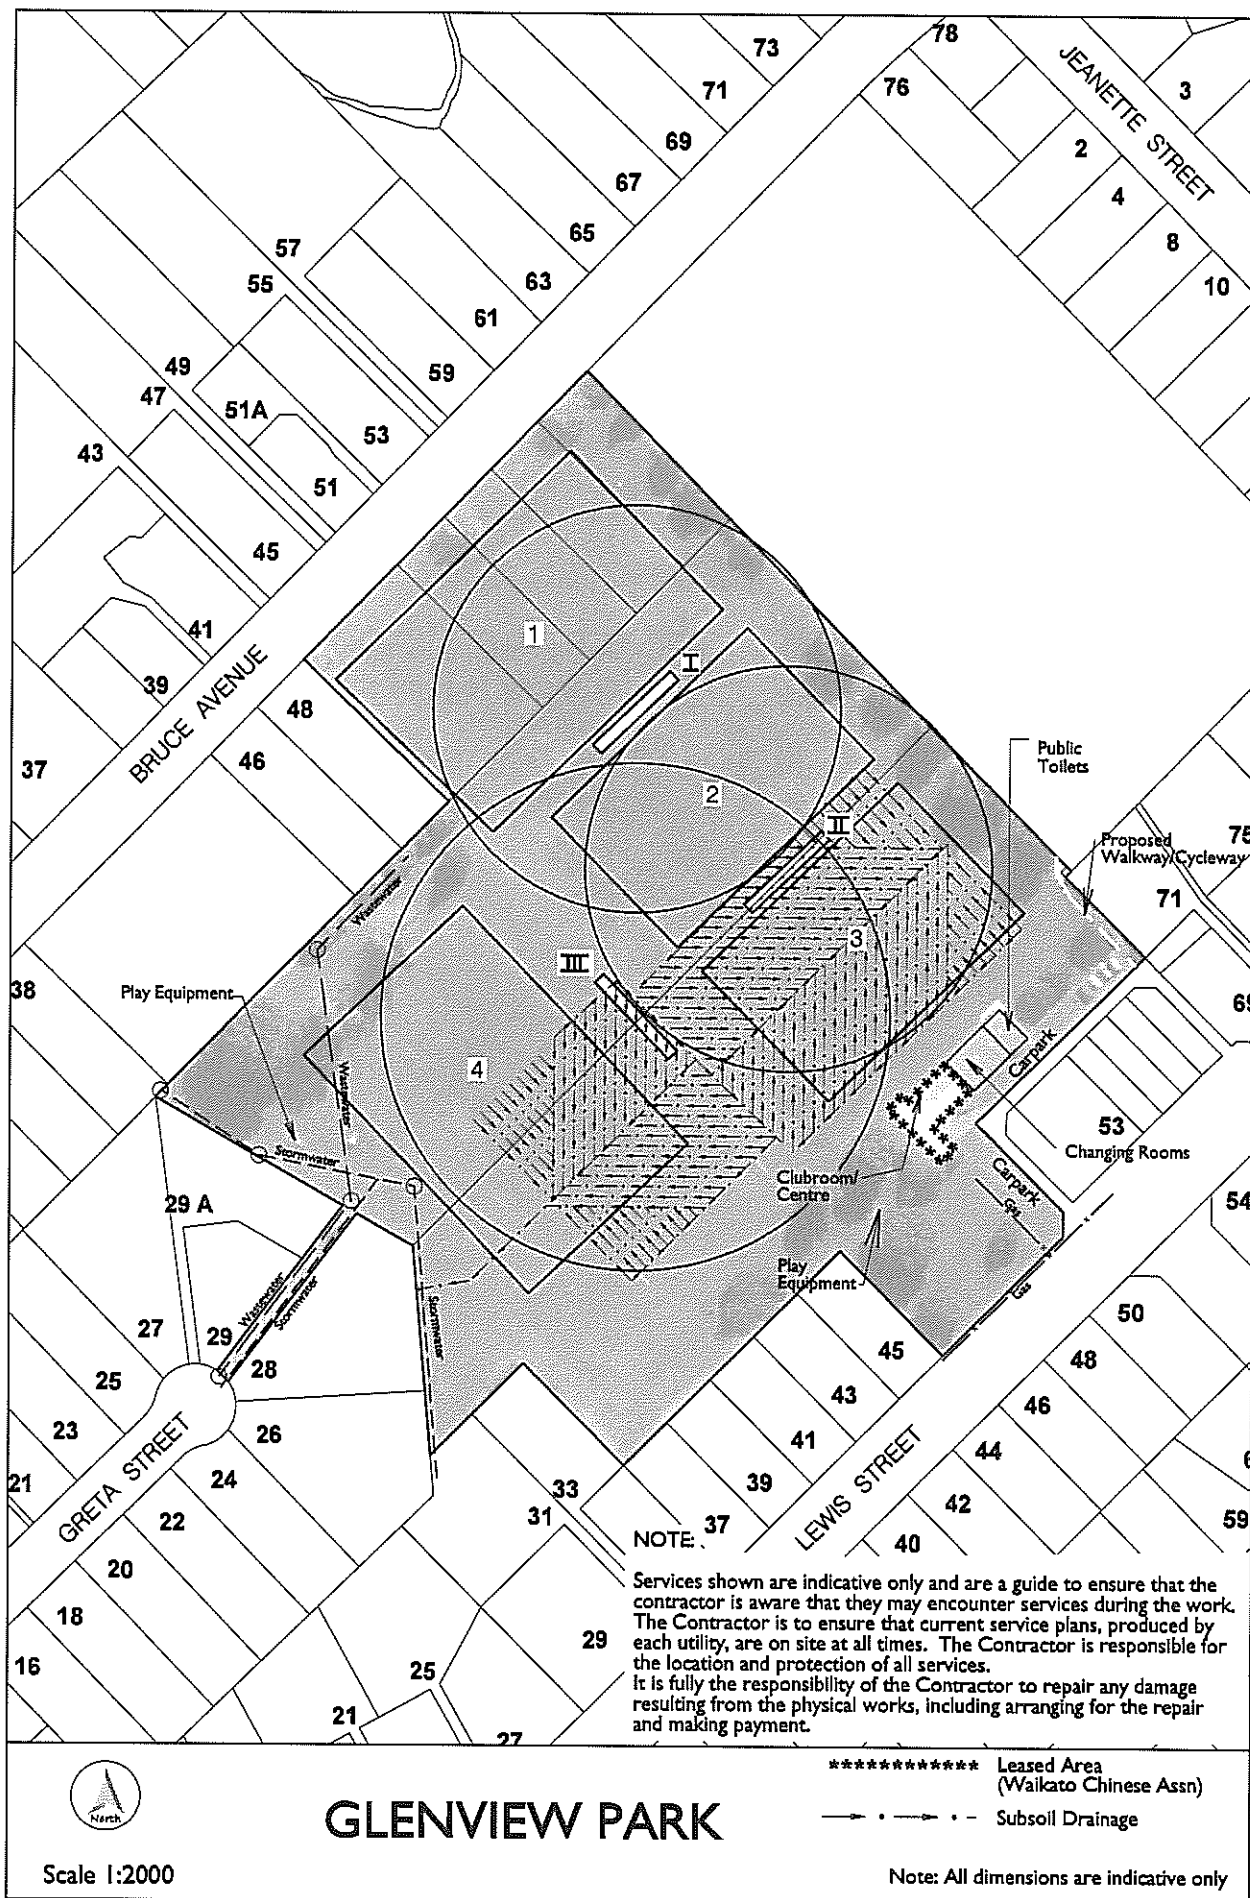 73
71
69
67
65
63
61
59
57
55
53
51A
51
49
47
45
43
41
39
37
78
76
JEANETTE STREET
3
2
4
8
10
BRUCE AVENUE
48
46
38
1
2
3
4
I
II
III
Public
Toilets
Proposed
Walkway/Cycleway
75
71
69
Wastewater
Play Equipment
Wastewater
Stormwater
Carpark
53
Changing Rooms
Clubroom/
Centre
Carpark
Gas
Gas
54
Play
Equipment
29 A
Wastewater
Stormwater
Stormwater
27
29
28
25
23
21
26
24
22
20
18
16
GRETA STREET
45
43
41
39
37
33
31
29
25
21
27
LEWIS STREET
50
48
46
44
42
40
59
NOTE:
Services shown are indicative only and are a guide to ensure that the
contractor is aware that they may encounter services during the work.
The Contractor is to ensure that current service plans, produced by
each utility, are on site at all times. The Contractor is responsible for
the location and protection of all services.
It is fully the responsibility of the Contractor to repair any damage
resulting from the physical works, including arranging for the repair
and making payment.
North
GLENVIEW PARK
************ Leased Area
(Waikato Chinese Assn)
Subsoil Drainage
Scale 1:2000
Note: All dimensions are indicative only